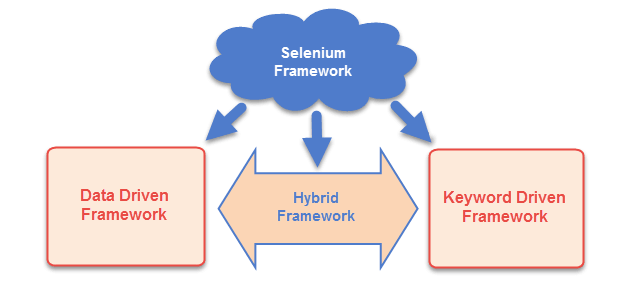 Selenium
Framework
Data Driven
Framework
Hybrid
Framework
Keyword Driven
Framework